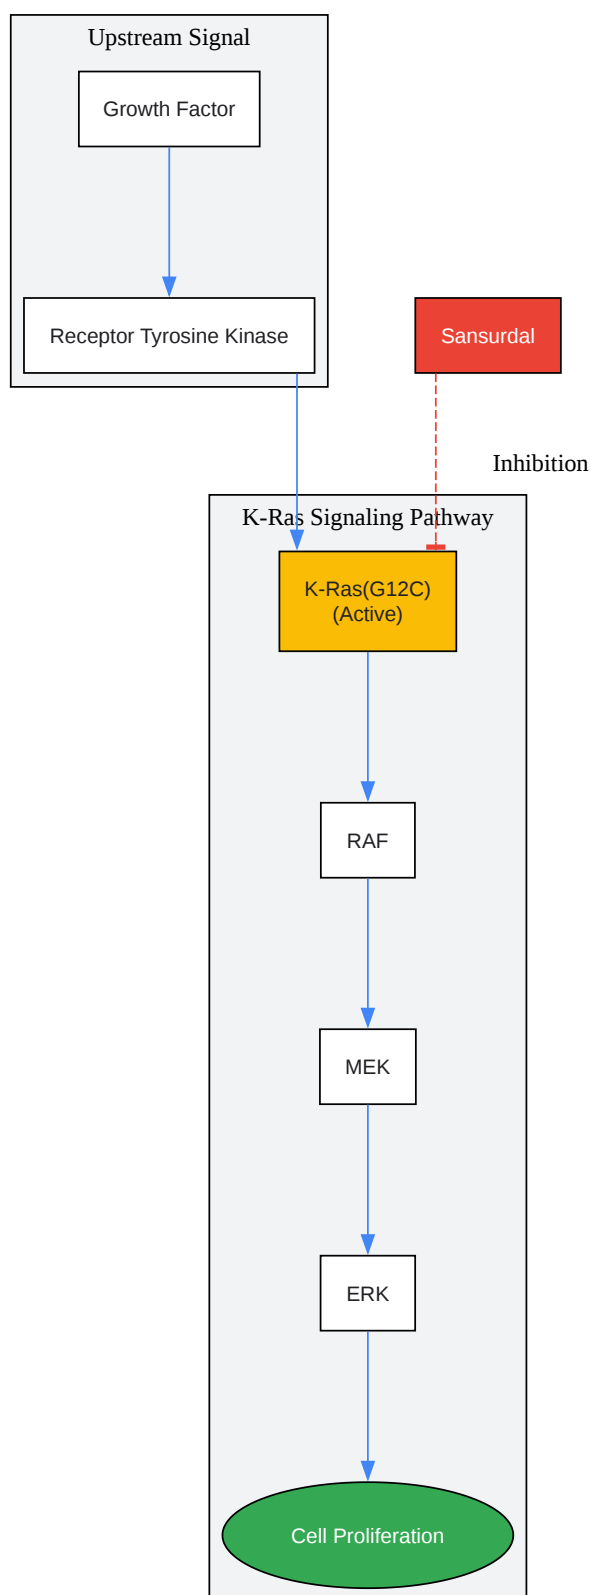 Upstream Signal
Growth Factor
Receptor Tyrosine Kinase
Sansurdal
Inhibition
K-Ras Signaling Pathway
K-Ras(G12C)
(Active)
RAF
MEK
ERK
Cell Proliferation